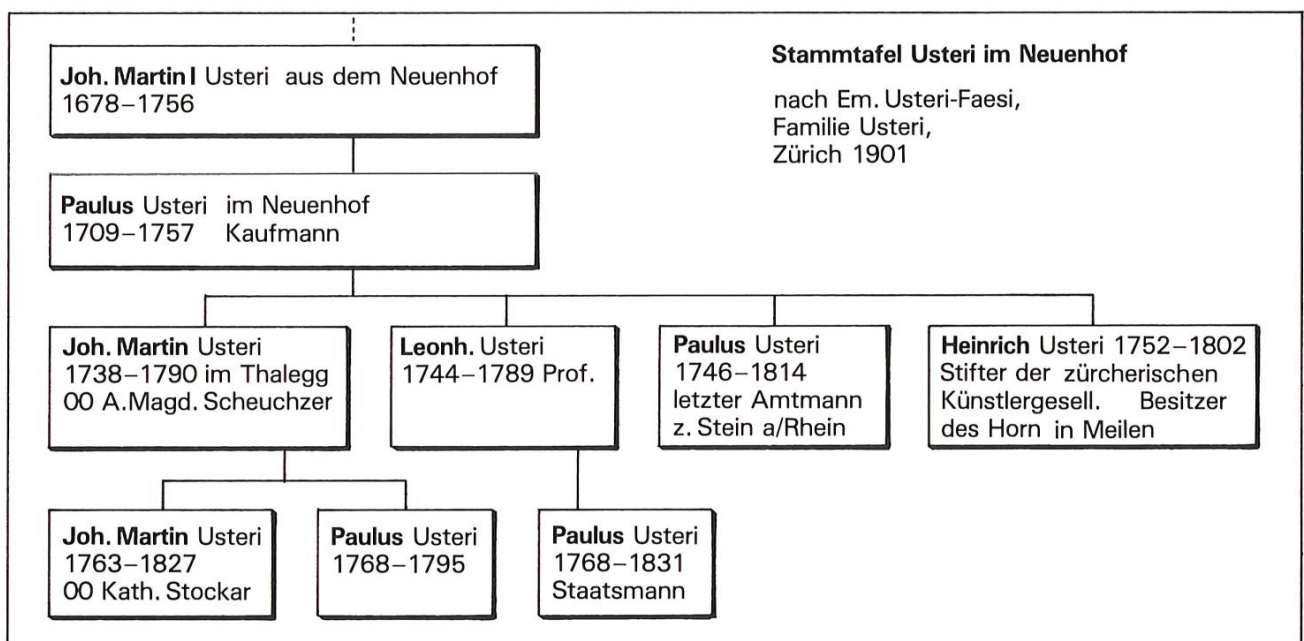 Joh. Martin I Usteri aus dem Neuenhof
1678–1756
Stammtafel Usteri im Neuenhof
nach Em. Usteri-Faesi,
Familie Usteri,
Zürich 1901
Paulus Usteri im Neuenhof
1709–1757 Kaufmann
Joh. Martin Usteri
1738–1790 im Thalegg
OO A.Magd. Scheuchzer
Leonh. Usteri
1744–1789 Prof.
Paulus Usteri
1746–1814
letzter Amtmann
z. Stein a/Rhein
Heinrich Usteri 1752–1802
Stifter der zürcherischen
Künstlergesell. Besitzer
des Horn in Meilen
Joh. Martin Usteri
1763–1827
OO Kath. Stockar
Paulus Usteri
1768–1795
Paulus Usteri
1768–1831
Staatsmann